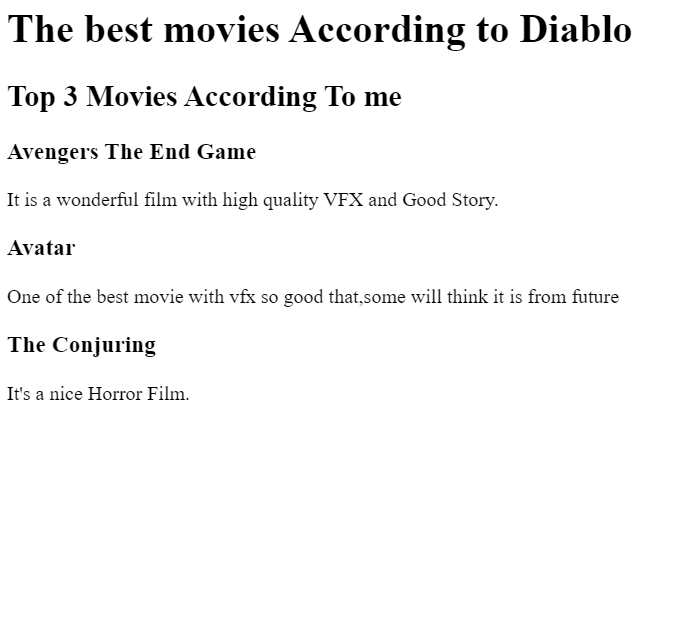 The best movies According to Diablo
Top 3 Movies According To me
Avengers The End Game
It is a wonderful film with high quality VFX and Good Story.
Avatar
One of the best movie with vfx so good that,some will think it is from future
The Conjuring
It's a nice Horror Film.